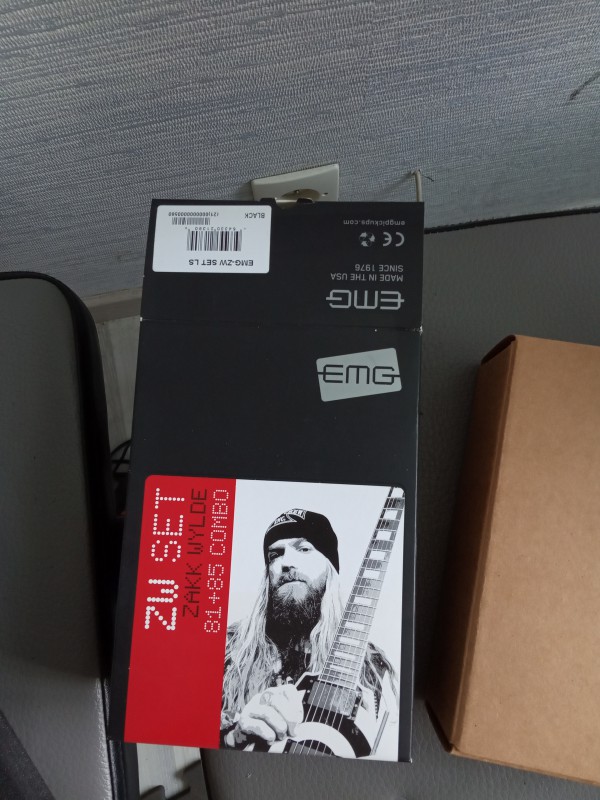 EMG-ZW SET LS
BLACK
EMG
MADE IN THE USA
SINCE 1976
CE
emgpickups.com
EMG
ZW SET
ZAKK WYLDE
81+85 COMBO